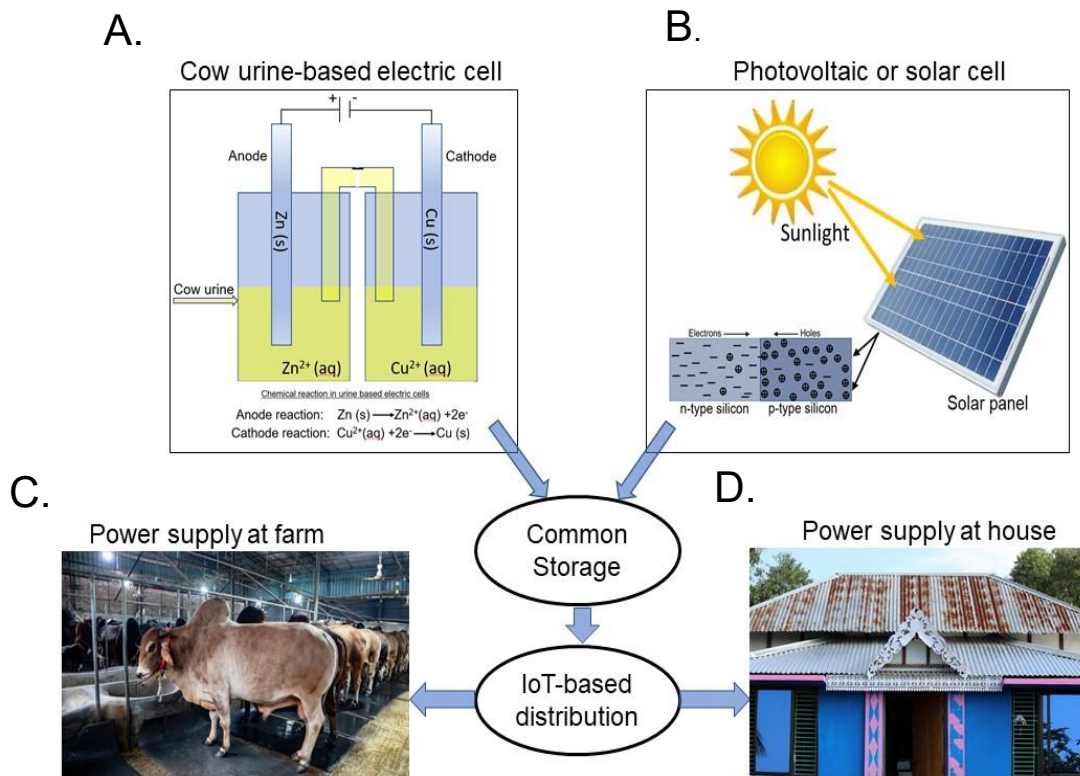 A.
Cow urine-based electric cell
+ -
Anode
Cathode
Zn (s)
Cu (s)
Cow urine
Zn²⁺ (aq)
Cu²⁺ (aq)
Chemical reaction in urine based electric cells
Anode reaction: Zn (s) ⟶Zn²⁺(aq) +2e⁻
Cathode reaction: Cu²⁺(aq) +2e⁻⟶Cu (s)
B.
Photovoltaic or solar cell
Sunlight
Electrons ⟶
⟵ Holes
n-type silicon
p-type silicon
Solar panel
Common
Storage
IoT-based
distribution
C.
Power supply at farm
D.
Power supply at house